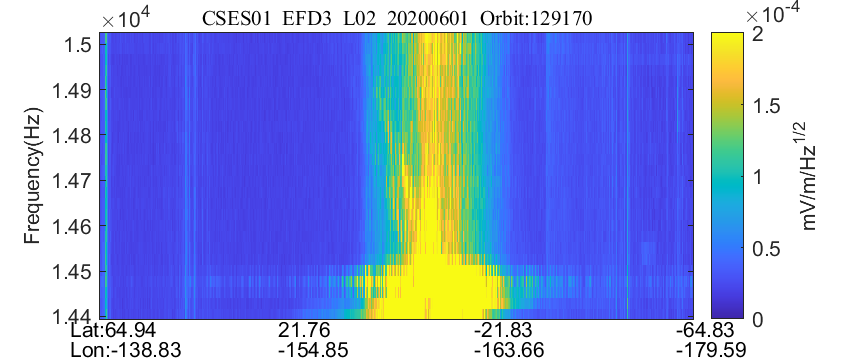 CSES01 EFD3 L02 20200601 Orbit:129170
×10⁴
×10⁻⁴
1.5
1.49
1.48
1.47
1.46
1.45
1.44
Frequency(Hz)
2
1.5
1
0.5
0
mV/m/Hz^1/2
Lat:64.94 21.76 -21.83 -64.83
Lon:-138.83 -154.85 -163.66 -179.59